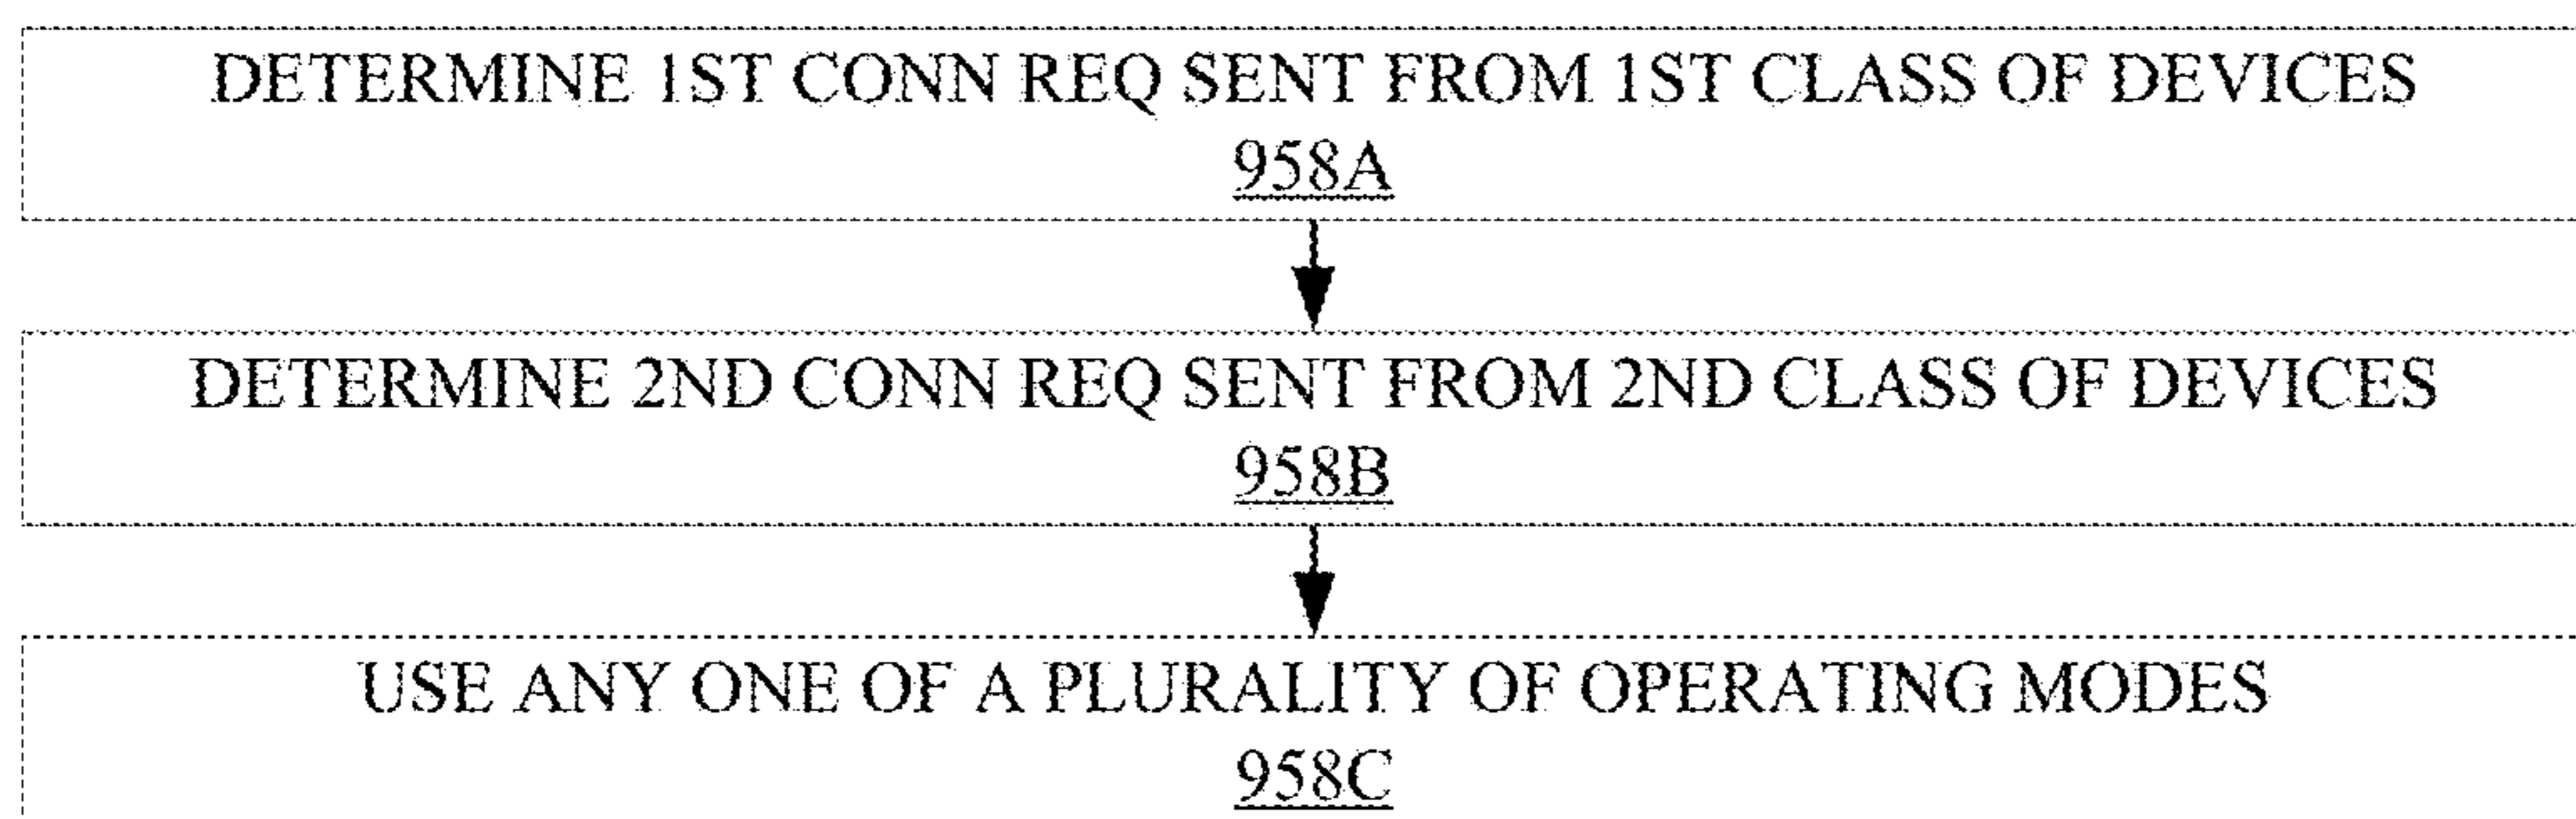 DETERMINE 1ST CONN REQ SENT FROM 1ST CLASS OF DEVICES
958A
DETERMINE 2ND CONN REQ SENT FROM 2ND CLASS OF DEVICES
958B
USE ANY ONE OF A PLURALITY OF OPERATING MODES
958C